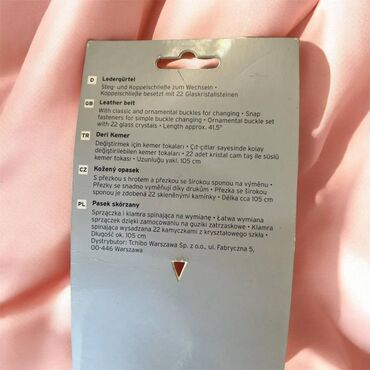 D
Ledergürtel
Steg- und Koppelschließe zum Wechseln •
Koppelschließe besetzt mit 22 Glaskristallsteinen
GB
Leather belt
With classic and ornamental buckles for changing • Snap
fasteners for simple buckle changing • Ornamental buckle set
with 22 glass crystals • Length approx. 41.5"
TR
Deri Kemer
Değiştirmek için kemer tokaları • Çıt-çıtlar sayesinde kolay
değiştirilebilen kemer tokaları • 22 adet kristal cam taş ile süslü
kemer tokası • Uzunluğu yakl. 105 cm
CZ
Kožený opasek
S přezkou s hrotem a přezkou se širokou sponou na výměnu •
Přezky se snadno vyměňují díky drukům • Přezka se širokou
sponou je zdobená 22 skleněnými kamínky • Délka cca 105 cm
PL
Pasek skórzany
Sprzączka i klamra spinająca na wymianę • Łatwa wymiana
sprzączek dzięki zamocowaniu na guziki zatrzaskowe • Klamra
spinająca wysadzana 22 kamyczkami z kryształowego szkła •
Długość ok. 105 cm
Dystrybutor: Tchibo Warszawa Sp. z o.o., ul. Fabryczna 5,
00-446 Warszawa